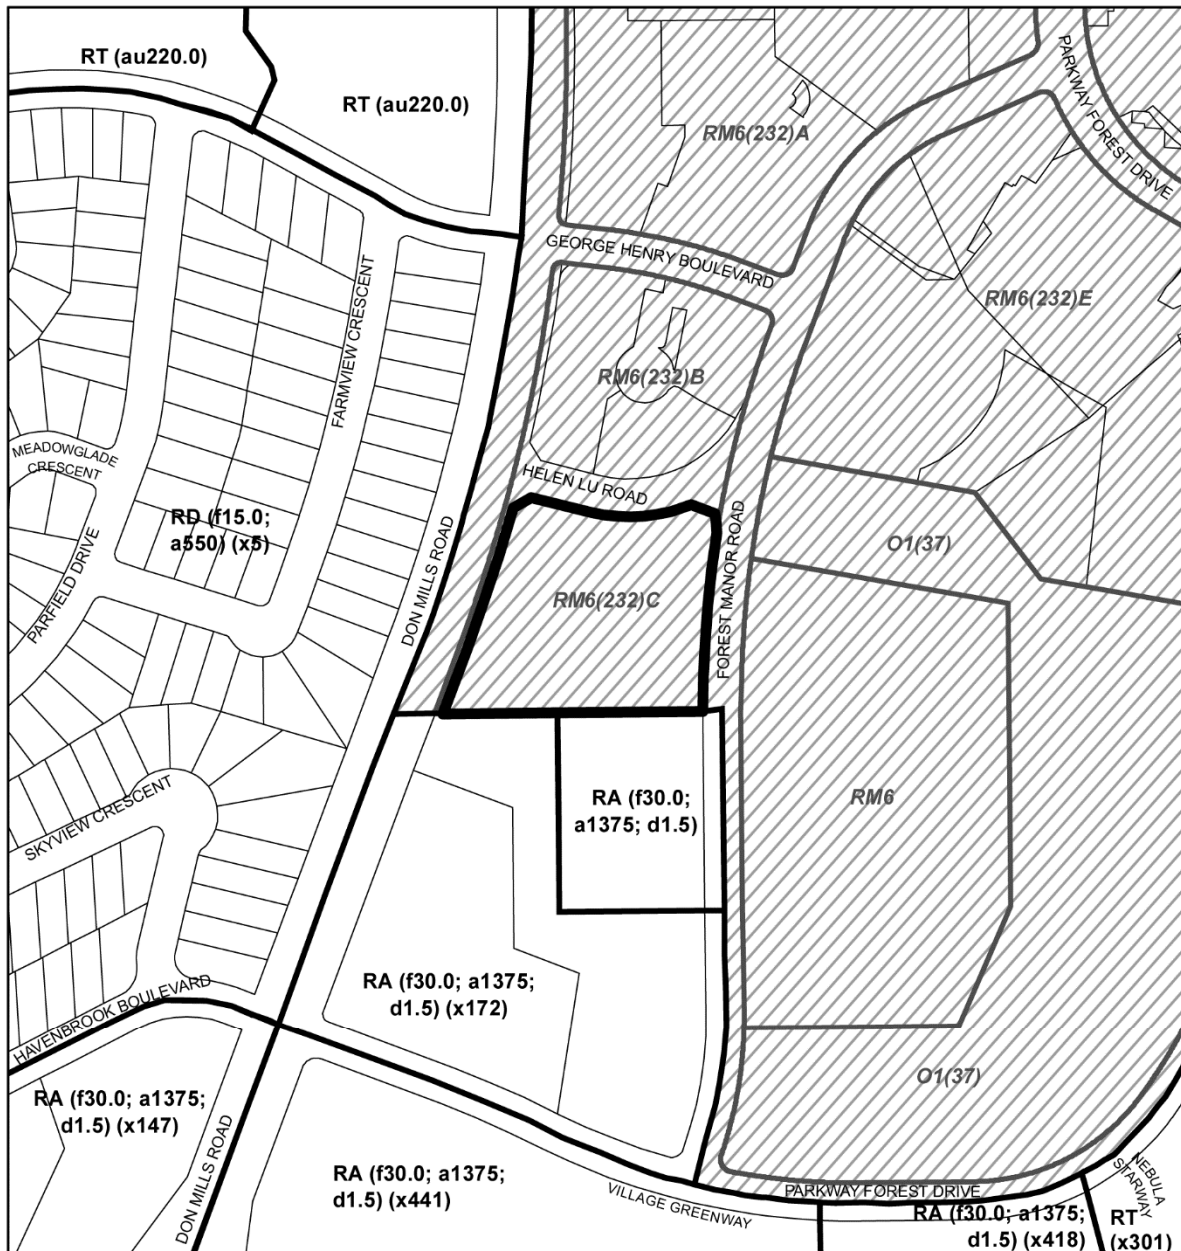 RT (au220.0)
RT (au220.0)
PARKWAY FOREST DRIVE
RM6(232)A
GEORGE HENRY BOULEVARD
RM6(232)E
FARMVIEW CRESCENT
RM6(232)B
MEADOWGLADE
CRESCENT
HELEN LU ROAD
RD (f15.0;
a550) (x5)
DON MILLS ROAD
FOREST MANOR ROAD
O1(37)
PARFIELD DRIVE
RM6(232)C
RA (f30.0;
a1375; d1.5)
RM6
SKYVIEW CRESCENT
RA (f30.0; a1375;
d1.5) (x172)
HAVENBROOK BOULEVARD
O1(37)
RA (f30.0; a1375;
d1.5) (x147)
DON MILLS ROAD
RA (f30.0; a1375;
d1.5) (x441)
VILLAGE GREENWAY
PARKWAY FOREST DRIVE
NEBULA
STARWAY
RA (f30.0; a1375;
d1.5) (x418)
RT
(x301)